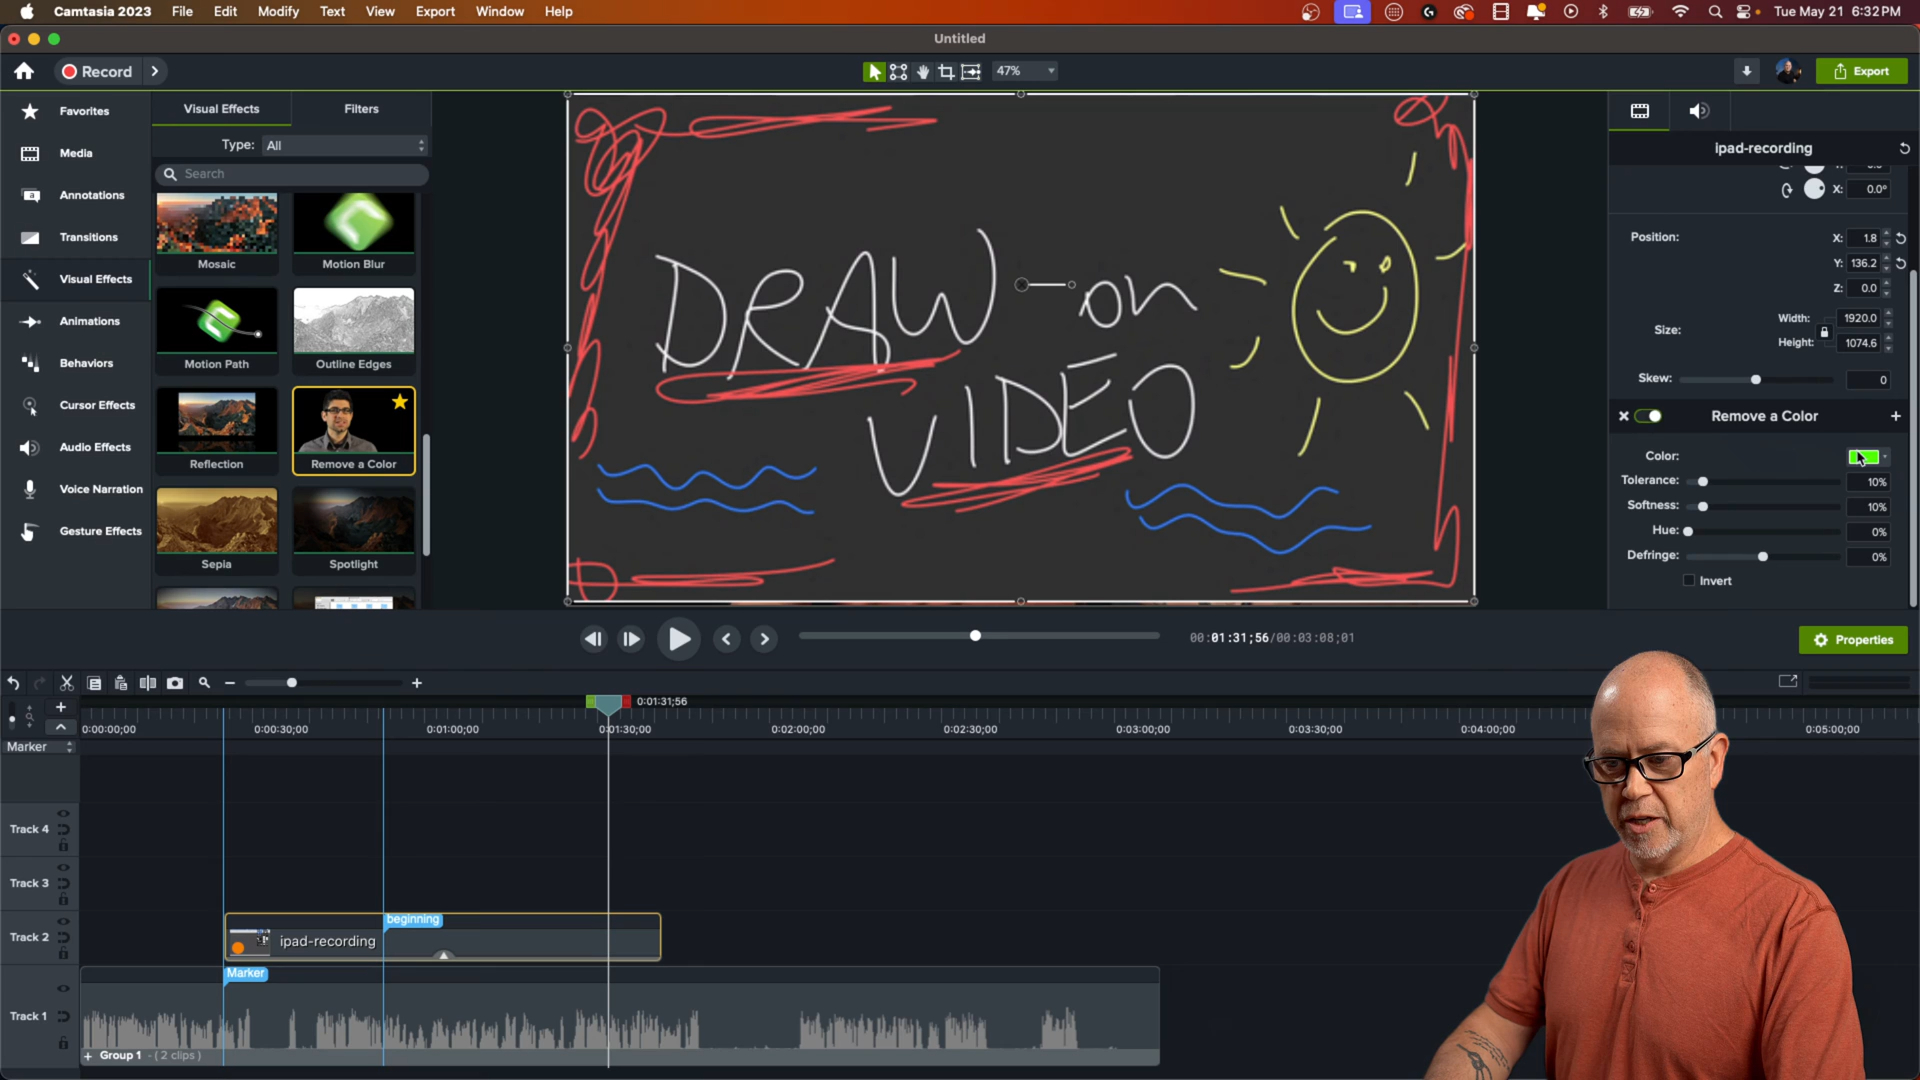 Camtasia 2023 File Edit Modify Text View Export Window Help
Tue May 21 6:32 PM
Untitled
Record
47%
Export
Favorites
Media
Annotations
Transitions
Visual Effects
Animations
Behaviors
Cursor Effects
Audio Effects
Voice Narration
Gesture Effects
Visual Effects Filters
Type: All
Search
Mosaic Motion Blur
Motion Path Outline Edges
Reflection Remove a Color
Sepia Spotlight
DRAW on
VIDEO
ipad-recording
X: 0.0°
Position: X: 1.8
Y: 136.2
Z: 0.0
Size: Width: 1920.0
Height: 1074.6
Skew: 0
Remove a Color
Color:
Tolerance: 10%
Softness: 10%
Hue: 0%
Defringe: 0%
Invert
00:01:31;56/00:03:08;01
Properties
0:01:31;56
0:00:00;00 0:00:30;00 0:01:00;00 0:01:30;00 0:02:00;00 0:02:30;00 0:03:00;00 0:03:30;00 0:04:00;00 0:05:00;00
Marker
Track 4
Track 3
Track 2
beginning
ipad-recording
Marker
Track 1
+ Group 1 - ( 2 clips )